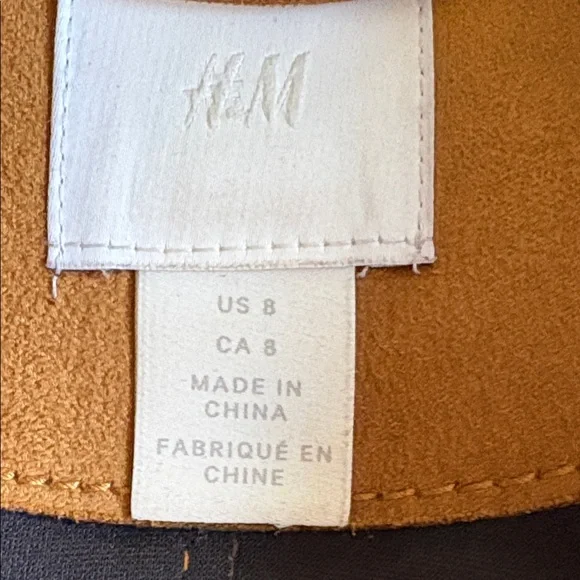 H&M
US 8
CA 8
MADE IN
CHINA
FABRIQUÉ EN
CHINE